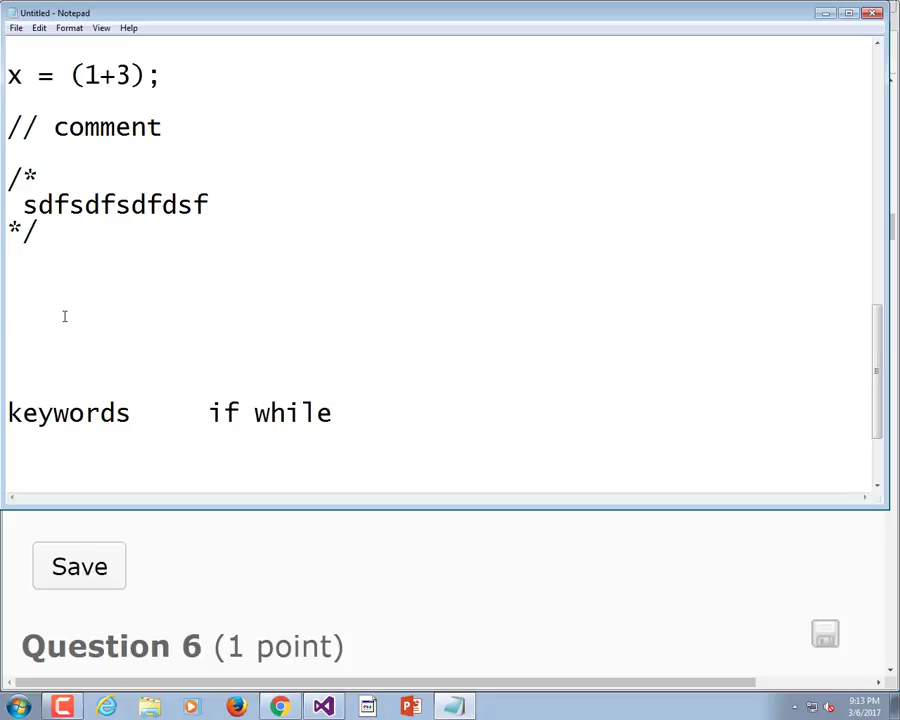 Untitled - Notepad
File Edit Format View Help
x = (1+3);
// comment
/*
sdfsdfsdfdsf
*/
keywords if while
Save
Question 6 (1 point)
9:13 PM
3/6/2017